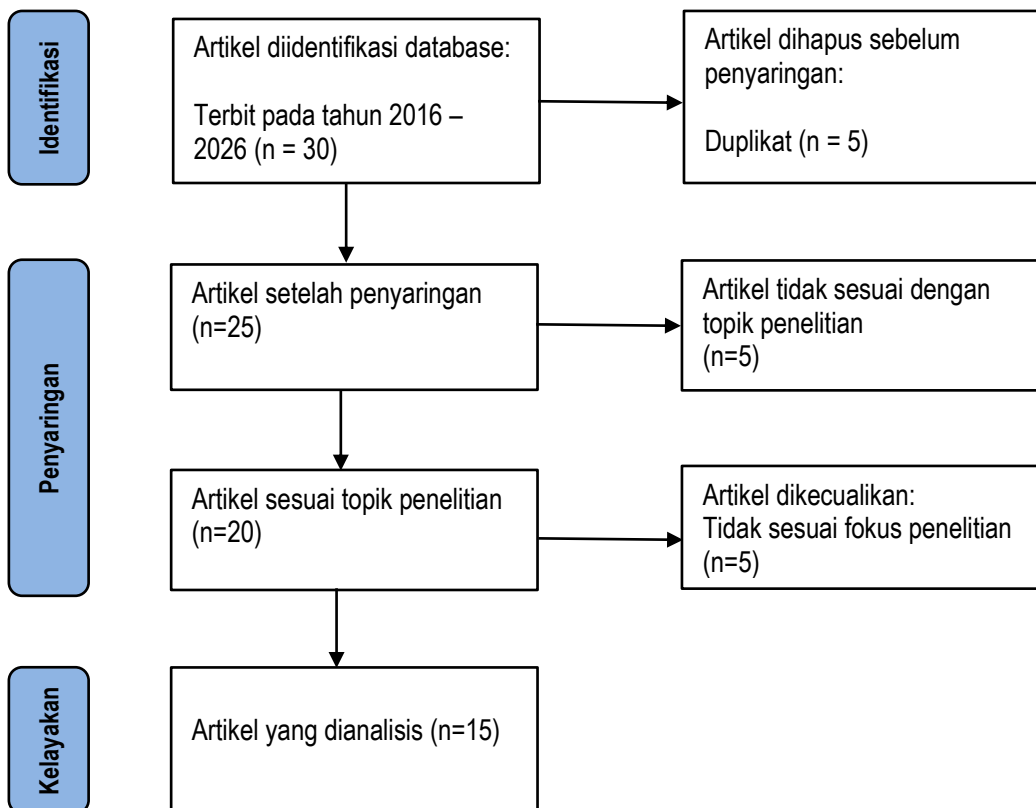 Identifikasi
Artikel diidentifikasi database:
Terbit pada tahun 2016 –
2026 (n = 30)
Artikel dihapus sebelum
penyaringan:
Duplikat (n = 5)
Penyaringan
Artikel setelah penyaringan
(n=25)
Artikel tidak sesuai dengan
topik penelitian
(n=5)
Artikel sesuai topik penelitian
(n=20)
Artikel dikecualikan:
Tidak sesuai fokus penelitian
(n=5)
Kelayakan
Artikel yang dianalisis (n=15)